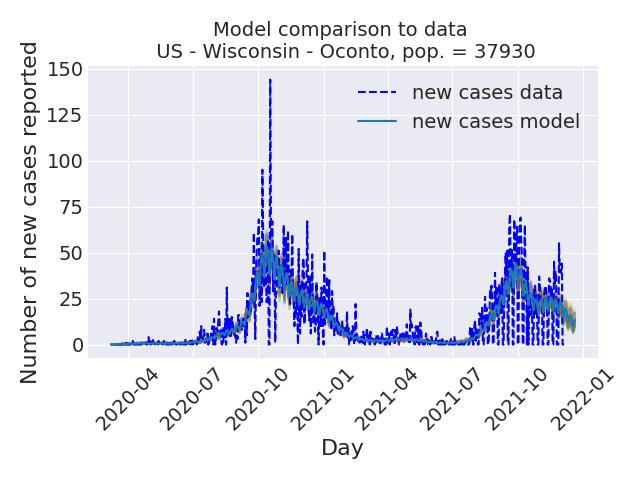 Model comparison to data
US - Wisconsin - Oconto, pop. = 37930
Number of new cases reported
150
125
100
75
50
25
0
new cases data
new cases model
2020-04
2020-07
2020-10
2021-01
2021-04
2021-07
2021-10
2022-01
Day